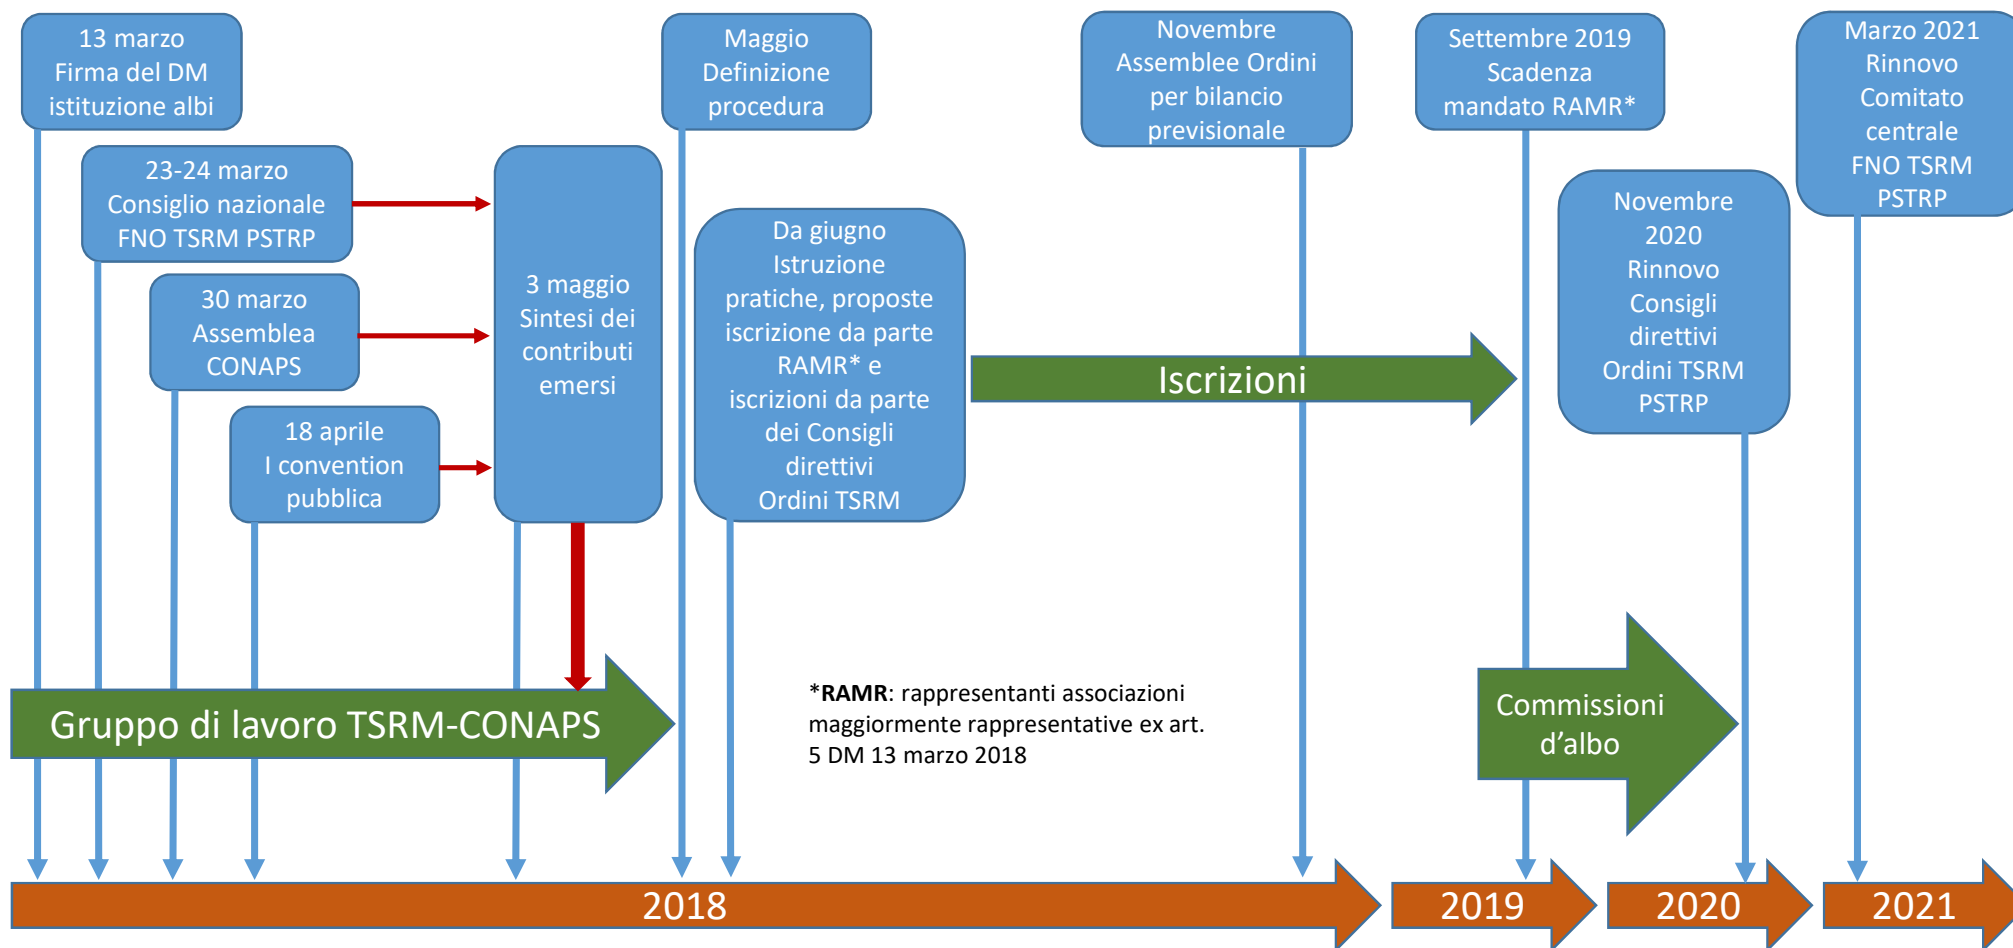 13 marzo
Firma del DM
istituzione albi
23-24 marzo
Consiglio nazionale
FNO TSRM PSTRP
30 marzo
Assemblea
CONAPS
18 aprile
I convention
pubblica
3 maggio
Sintesi dei
contributi
emersi
Maggio
Definizione
procedura
Da giugno
Istruzione
pratiche, proposte
iscrizione da parte
RAMR* e
iscrizioni da parte
dei Consigli
direttivi
Ordini TSRM
Novembre
Assemblee Ordini
per bilancio
previsionale
Settembre 2019
Scadenza
mandato RAMR*
Novembre
2020
Rinnovo
Consigli
direttivi
Ordini TSRM
PSTRP
Marzo 2021
Rinnovo
Comitato
centrale
FNO TSRM
PSTRP
Iscrizioni
Gruppo di lavoro TSRM-CONAPS
*RAMR: rappresentanti associazioni
maggiormente rappresentative ex art.
5 DM 13 marzo 2018
Commissioni
d’albo
2018
2019
2020
2021